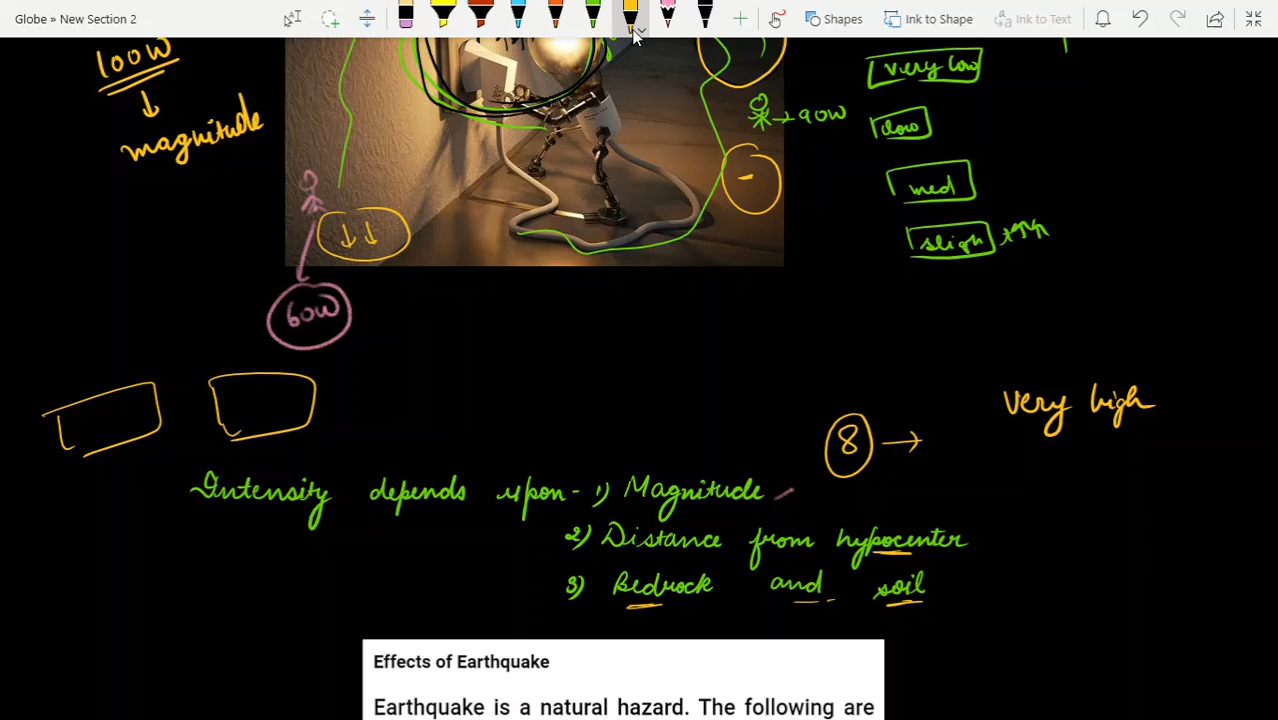 Globe » New Section 2
Shapes
Ink to Shape
Ink to Text
100W
↓
magnitude
very low
→ 90W
low
med
sligh
↓↓
60W
very high
8 →
Intensity depends upon- 1) Magnitude
2) Distance from hypocenter
3) Bedrock and soil
Effects of Earthquake
Earthquake is a natural hazard. The following are